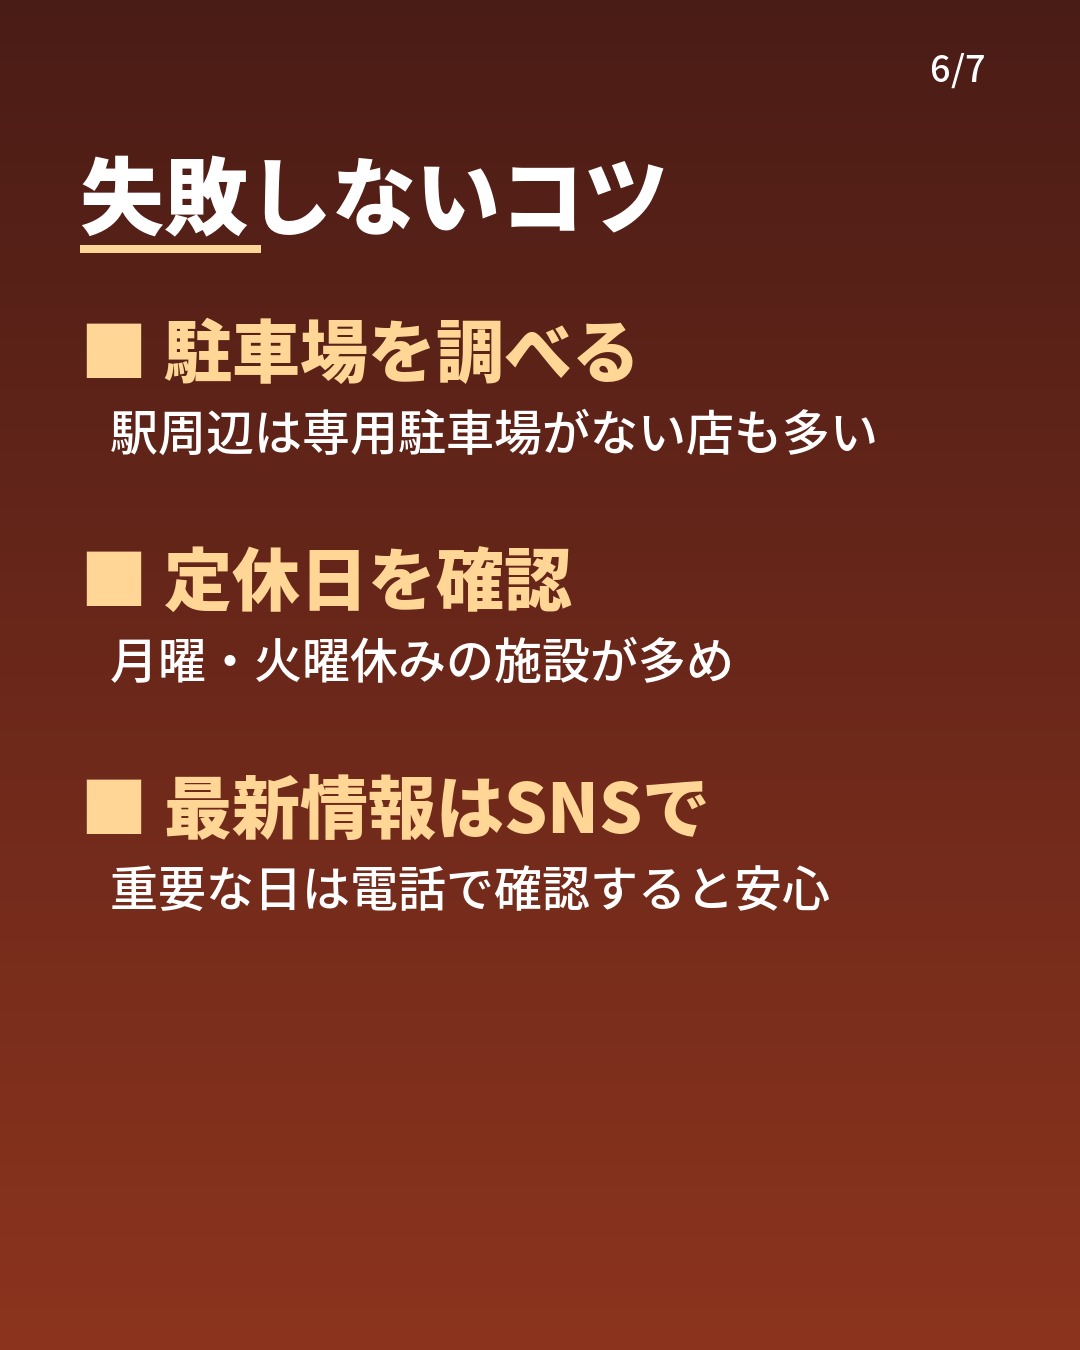 6/7
失敗しないコツ
■ 駐車場を調べる
駅周辺は専用駐車場がない店も多い
■ 定休日を確認
月曜・火曜休みの施設が多め
■ 最新情報はSNSで
重要な日は電話で確認すると安心